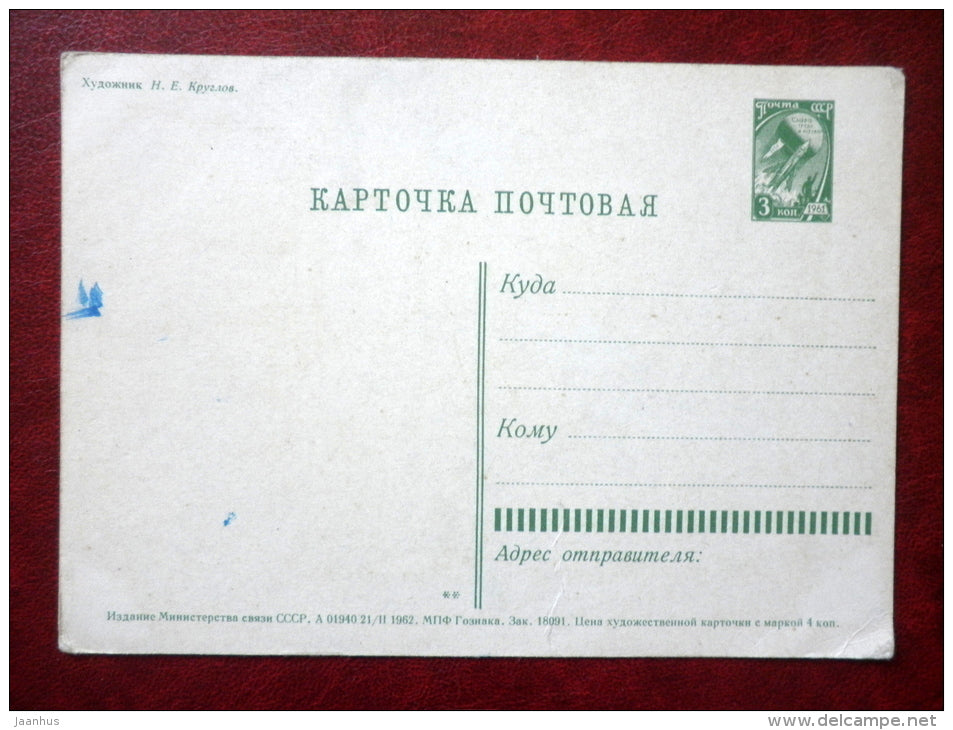 Художник Н. Е. Круглов.
Почта СССР
3 коп 1961
КАРТОЧКА ПОЧТОВАЯ
Куда
Кому
Адрес отправителя:
**
Издание Министерства связи СССР. А 01940 21/II 1962. МПФ Гознака. Зак. 18091. Цена художественной карточки с маркой 4 коп.
jaanhus
http://www.delcampe.net